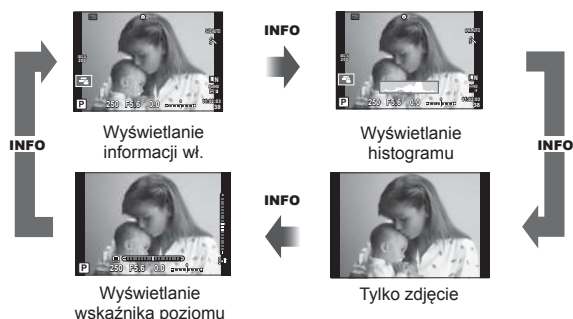 INFO
P 250 F5.6 0.0
Wyświetlanie
informacji wł.
P 250 F5.6 0.0
Wyświetlanie
histogramu
INFO
INFO
INFO
P 250 F5.6 0.0
Wyświetlanie
wskaźnika poziomu
Tylko zdjęcie